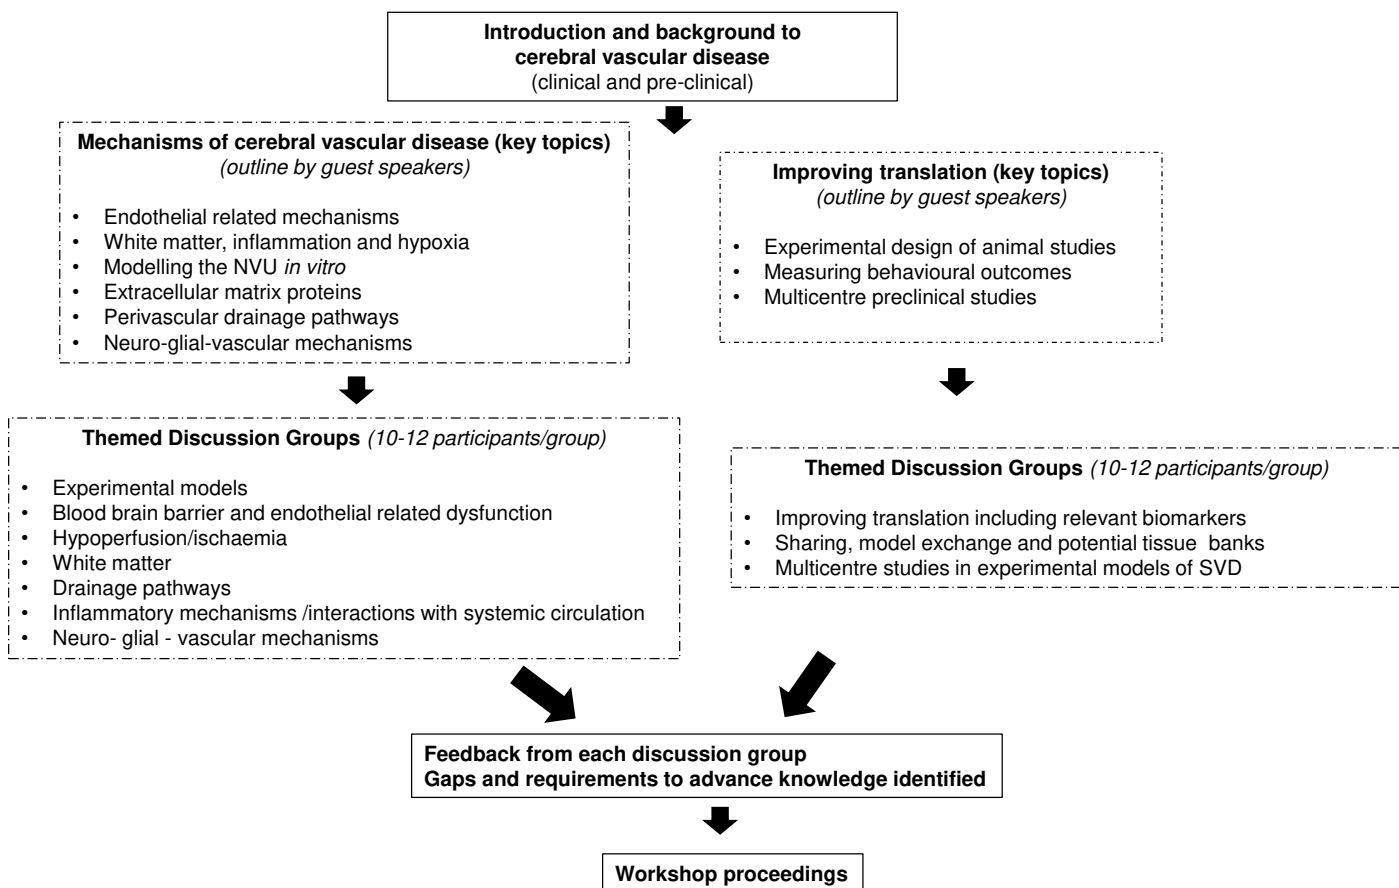 Introduction and background to
cerebral vascular disease
(clinical and pre-clinical)
Mechanisms of cerebral vascular disease (key topics)
(outline by guest speakers)
• Endothelial related mechanisms
• White matter, inflammation and hypoxia
• Modelling the NVU in vitro
• Extracellular matrix proteins
• Perivascular drainage pathways
• Neuro-glial-vascular mechanisms
Improving translation (key topics)
(outline by guest speakers)
• Experimental design of animal studies
• Measuring behavioural outcomes
• Multicentre preclinical studies
Themed Discussion Groups (10-12 participants/group)
• Experimental models
• Blood brain barrier and endothelial related dysfunction
• Hypoperfusion/ischaemia
• White matter
• Drainage pathways
• Inflammatory mechanisms /interactions with systemic circulation
• Neuro- glial - vascular mechanisms
Themed Discussion Groups (10-12 participants/group)
• Improving translation including relevant biomarkers
• Sharing, model exchange and potential tissue banks
• Multicentre studies in experimental models of SVD
Feedback from each discussion group
Gaps and requirements to advance knowledge identified
Workshop proceedings